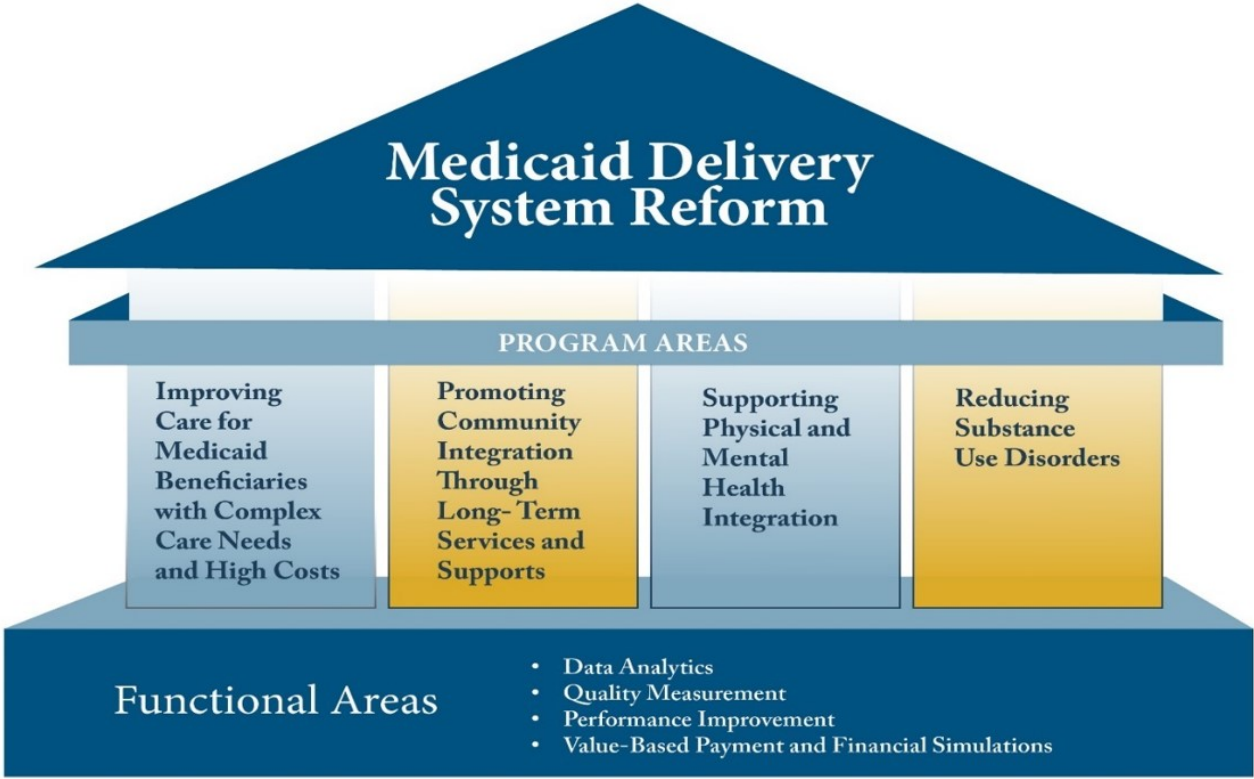 Medicaid Delivery
System Reform
PROGRAM AREAS
Improving
Care for
Medicaid
Beneficiaries
with Complex
Care Needs
and High Costs
Promoting
Community
Integration
Through
Long- Term
Services and
Supports
Supporting
Physical and
Mental
Health
Integration
Reducing
Substance
Use Disorders
Functional Areas
• Data Analytics
• Quality Measurement
• Performance Improvement
• Value-Based Payment and Financial Simulations